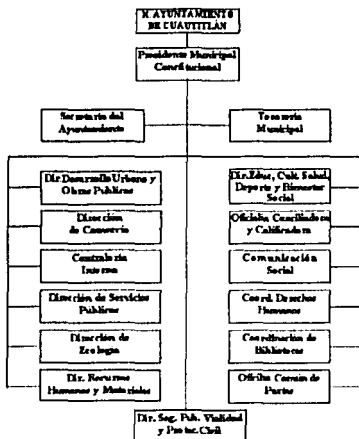 H. AYUNTAMIENTO
DE CUAUTITLÁN
Presidente Municipal
Constitucional
Secretaría del
Ayuntamiento
Tesorería
Municipal
Dir. Desarrollo Urbano y
Obras Públicas
Dir. Educ, Cult, Salud,
Deporte y Bienestar
Social
Dirección
de Comercio
Oficialía Conciliadora
y Calificadora
Contraloría
Interna
Comunicación
Social
Dirección de Servicios
Públicos
Coord. Derechos
Humanos
Dirección de
Ecología
Coordinación de
Bibliotecas
Dir. Recursos
Humanos y Materiales
Común de
Partes
Dir. Seg. Pub. Vialidad
y Protec. Civil